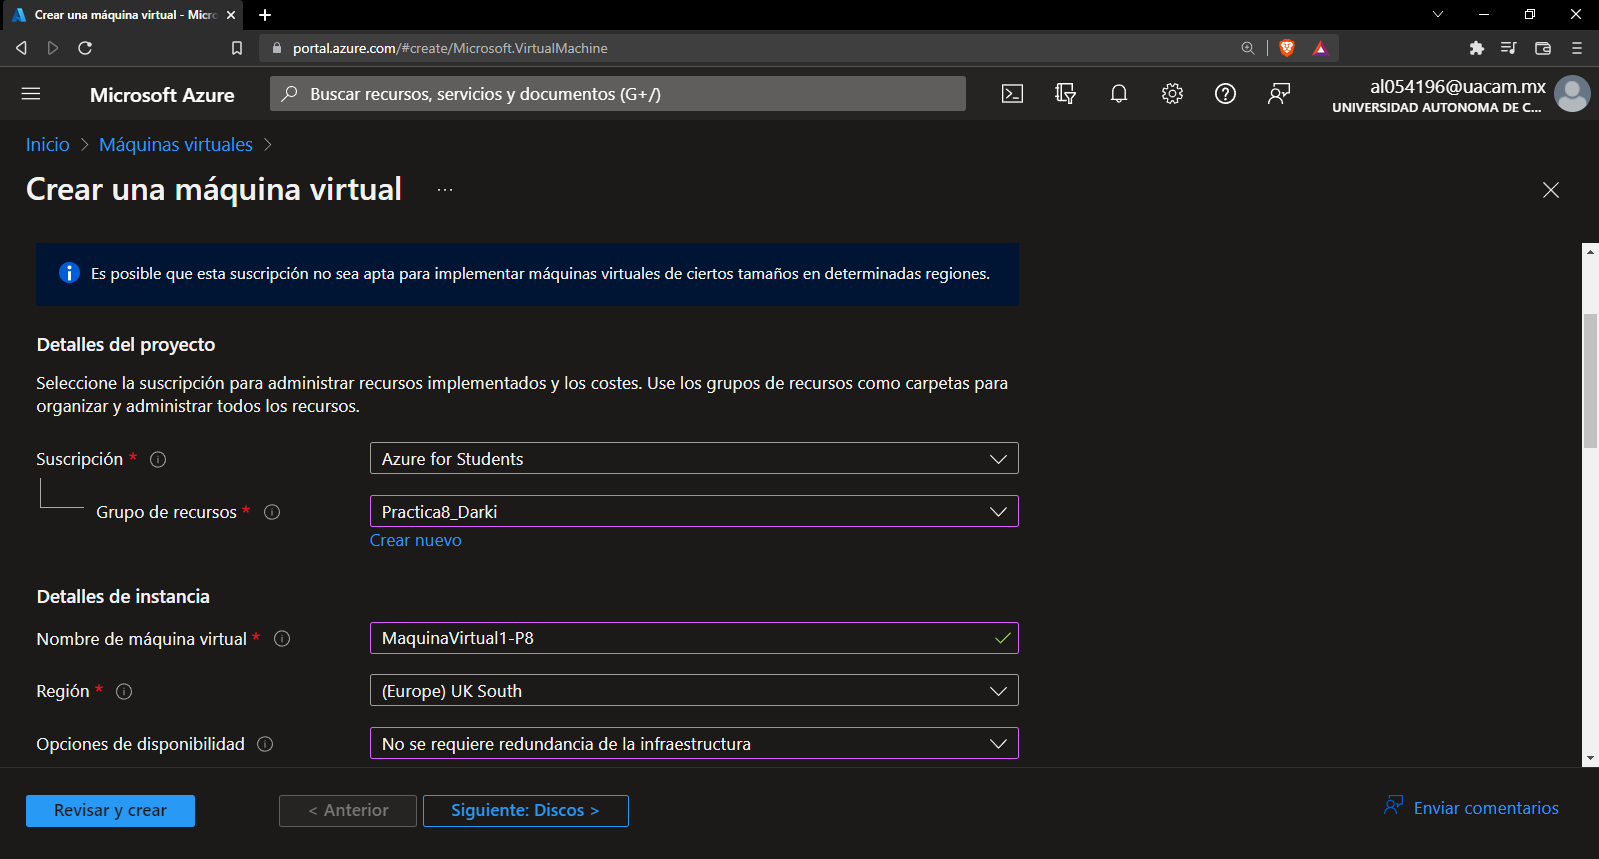 Crear una máquina virtual - Micro
portal.azure.com/#create/Microsoft.VirtualMachine
Microsoft Azure
Buscar recursos, servicios y documentos (G+/)
al054196@uacam.mx
UNIVERSIDAD AUTONOMA DE C...
Inicio > Máquinas virtuales >
Crear una máquina virtual ...
Es posible que esta suscripción no sea apta para implementar máquinas virtuales de ciertos tamaños en determinadas regiones.
Detalles del proyecto
Seleccione la suscripción para administrar recursos implementados y los costes. Use los grupos de recursos como carpetas para
organizar y administrar todos los recursos.
Suscripción *
Azure for Students
Grupo de recursos *
Practica8_Darki
Crear nuevo
Detalles de instancia
Nombre de máquina virtual *
MaquinaVirtual1-P8
Región *
(Europe) UK South
Opciones de disponibilidad
No se requiere redundancia de la infraestructura
Revisar y crear
< Anterior
Siguiente: Discos >
Enviar comentarios